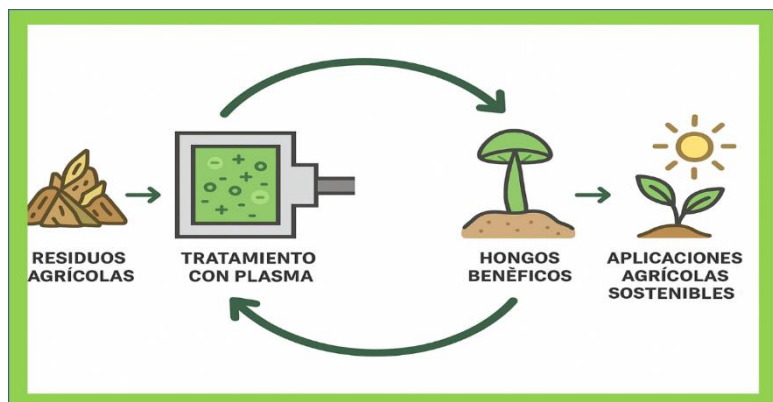 RESIDUOS
AGRÍCOLAS
TRATAMIENTO
CON PLASMA
HONGOS
BENÈFICOS
APLICACIONES
AGRÍCOLAS
SOSTENIBLES